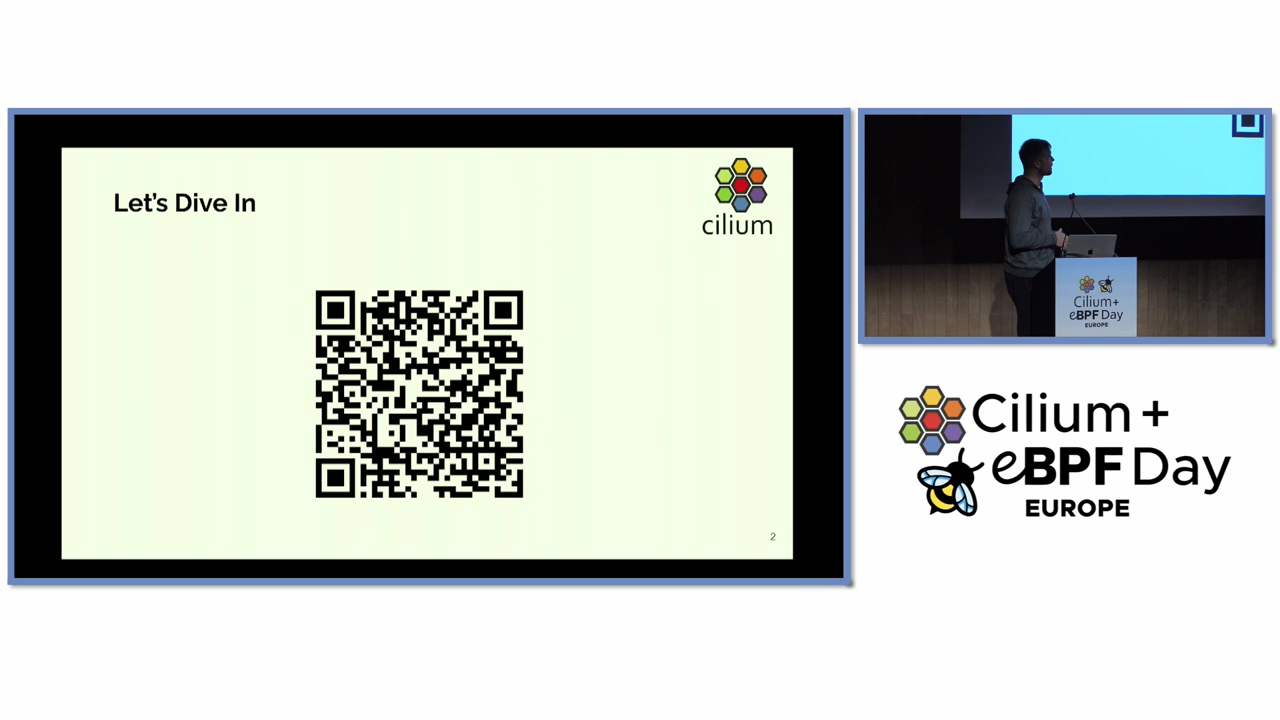 Let's Dive In
cilium
2
Cilium+
eBPF Day
EUROPE
Cilium +
eBPF Day
EUROPE